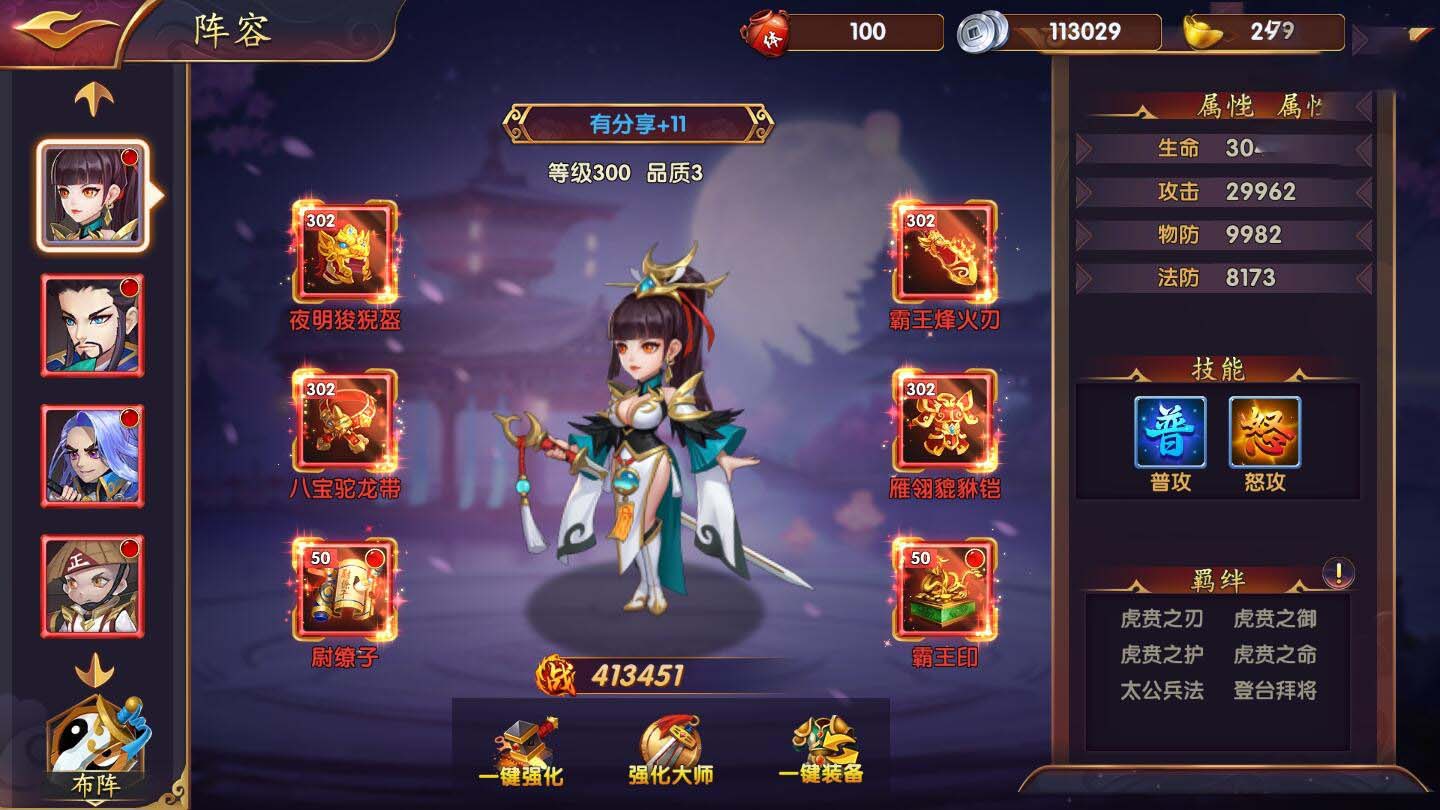 阵容
体 100
113029
有分享+11
等级300 品质3
302
夜明狻猊盔
302
八宝驼龙带
50
尉缭子
302
霸王烽火刃
302
雁翎貔貅铠
50
霸王印
战 413451
一键强化
强化大师
一键装备
正
布阵
属性 属性
生命
攻击 29962
物防 9982
法防 8173
技能
普 怒
普攻 怒攻
羁绊
虎贲之刃 虎贲之御
虎贲之护 虎贲之命
太公兵法 登台拜将